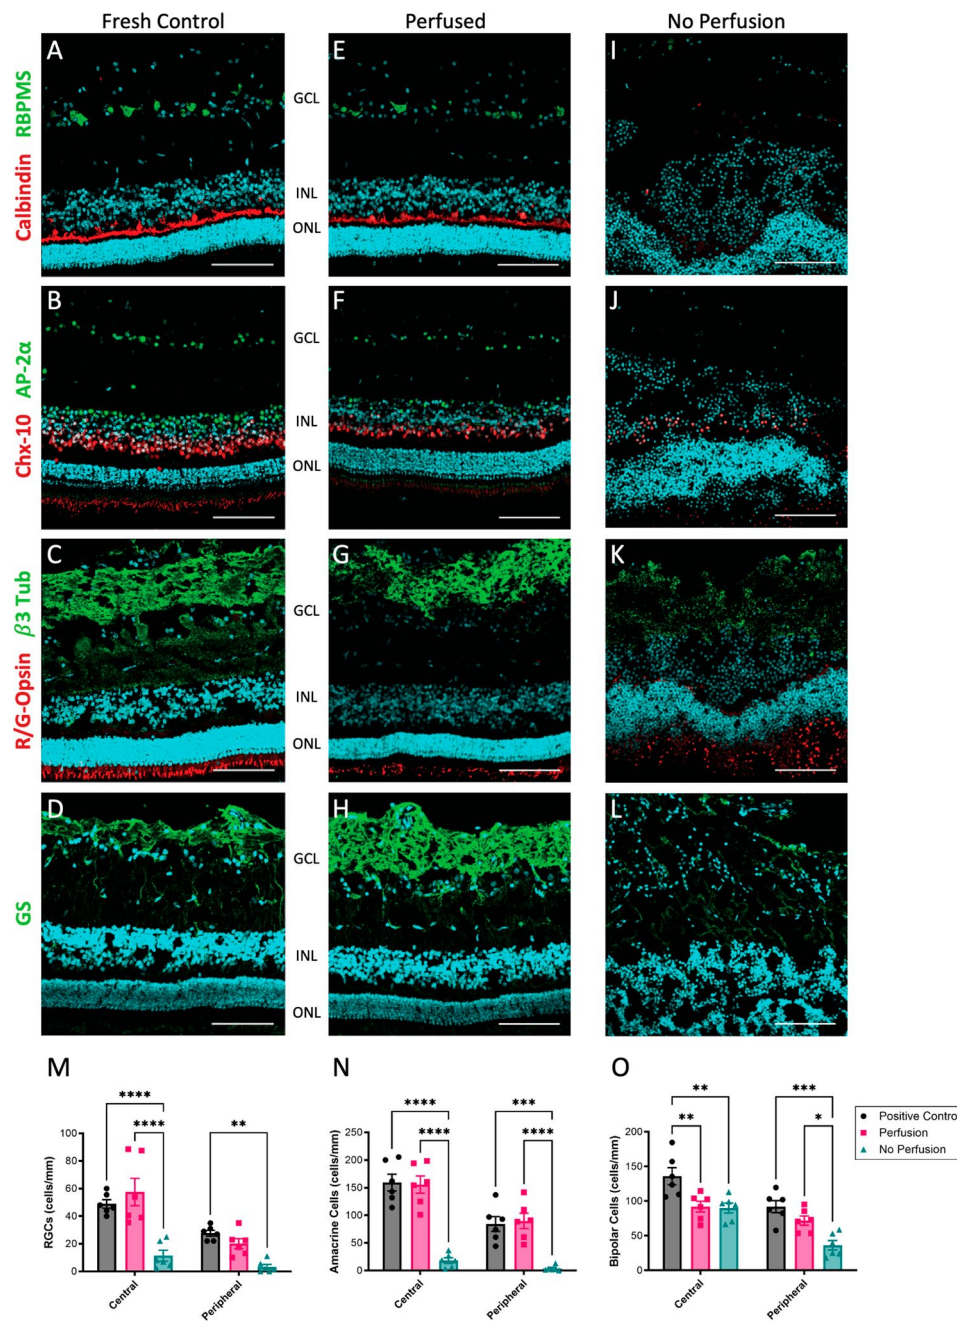 Fresh Control Perfused No Perfusion
Calbindin RBPMS
A E I
GCL
INL
ONL
Chx-10 AP-2α
B F J
GCL
INL
ONL
R/G-Opsin β3 Tub
C G K
GCL
INL
ONL
GS
D H L
GCL
INL
ONL
M
RGCs (cells/mm)
100
80
60
40
20
0
****
****
**
Central
Peripheral
N
Amacrine Cells (cells/mm)
250
200
150
100
50
0
****
****
***
****
Central
Peripheral
O
Bipolar Cells (cells/mm)
200
150
100
50
0
**
**
***
*
Central
Peripheral
Positive Control
Perfusion
No Perfusion